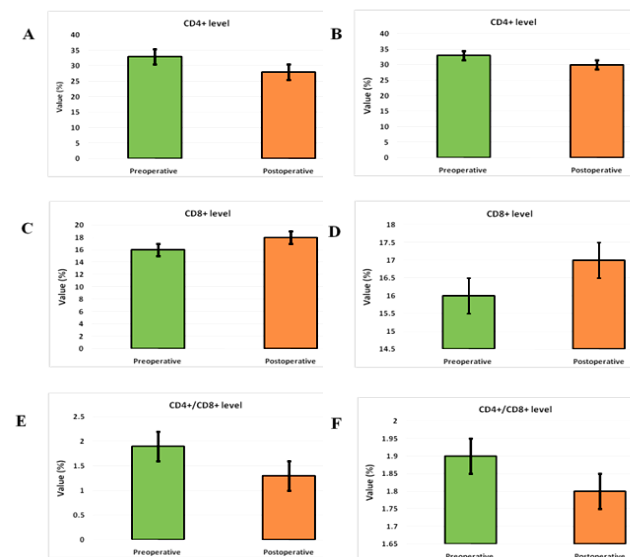 A
CD4+ level
Value (%)
40
35
30
25
20
15
10
5
0
Preoperative
Postoperative
B
CD4+ level
Value (%)
40
35
30
25
20
15
10
5
0
Preoperative
Postoperative
C
CD8+ level
Value (%)
20
18
16
14
12
10
8
6
4
2
0
Preoperative
Postoperative
D
CD8+ level
Value (%)
18
17.5
17
16.5
16
15.5
15
14.5
Preoperative
Postoperative
E
CD4+/CD8+ level
Value (%)
2.5
2
1.5
1
0.5
0
Preoperative
Postoperative
F
CD4+/CD8+ level
Value (%)
2
1.95
1.9
1.85
1.8
1.75
1.7
1.65
Preoperative
Postoperative